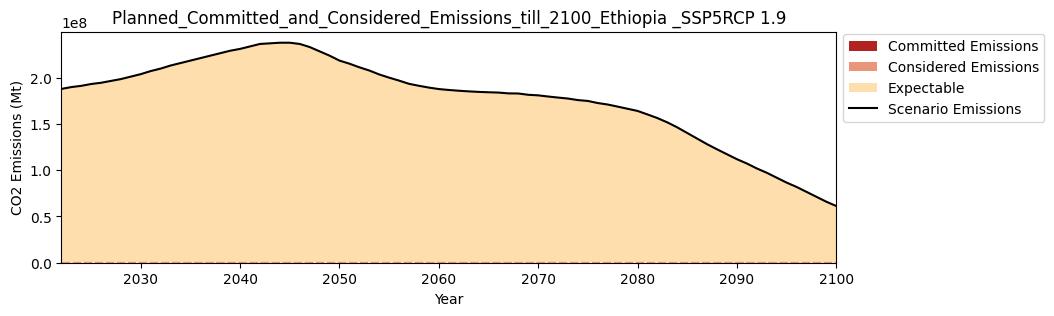 Planned_Committed_and_Considered_Emissions_till_2100_Ethiopia _SSP5RCP 1.9
1e8
CO2 Emissions (Mt)
2.0
1.5
1.0
0.5
0.0
2030 2040 2050 2060 2070 2080 2090 2100
Year
Committed Emissions
Considered Emissions
Expectable
Scenario Emissions